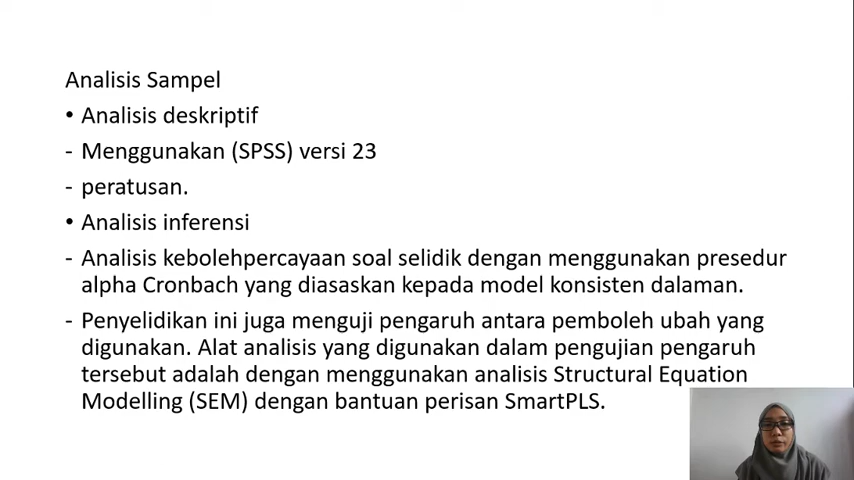 Analisis Sampel
• Analisis deskriptif
- Menggunakan (SPSS) versi 23
- peratusan.
• Analisis inferensi
- Analisis kebolehpercayaan soal selidik dengan menggunakan presedur
alpha Cronbach yang diasaskan kepada model konsisten dalaman.
- Penyelidikan ini juga menguji pengaruh antara pemboleh ubah yang
digunakan. Alat analisis yang digunakan dalam pengujian pengaruh
tersebut adalah dengan menggunakan analisis Structural Equation
Modelling (SEM) dengan bantuan perisan SmartPLS.